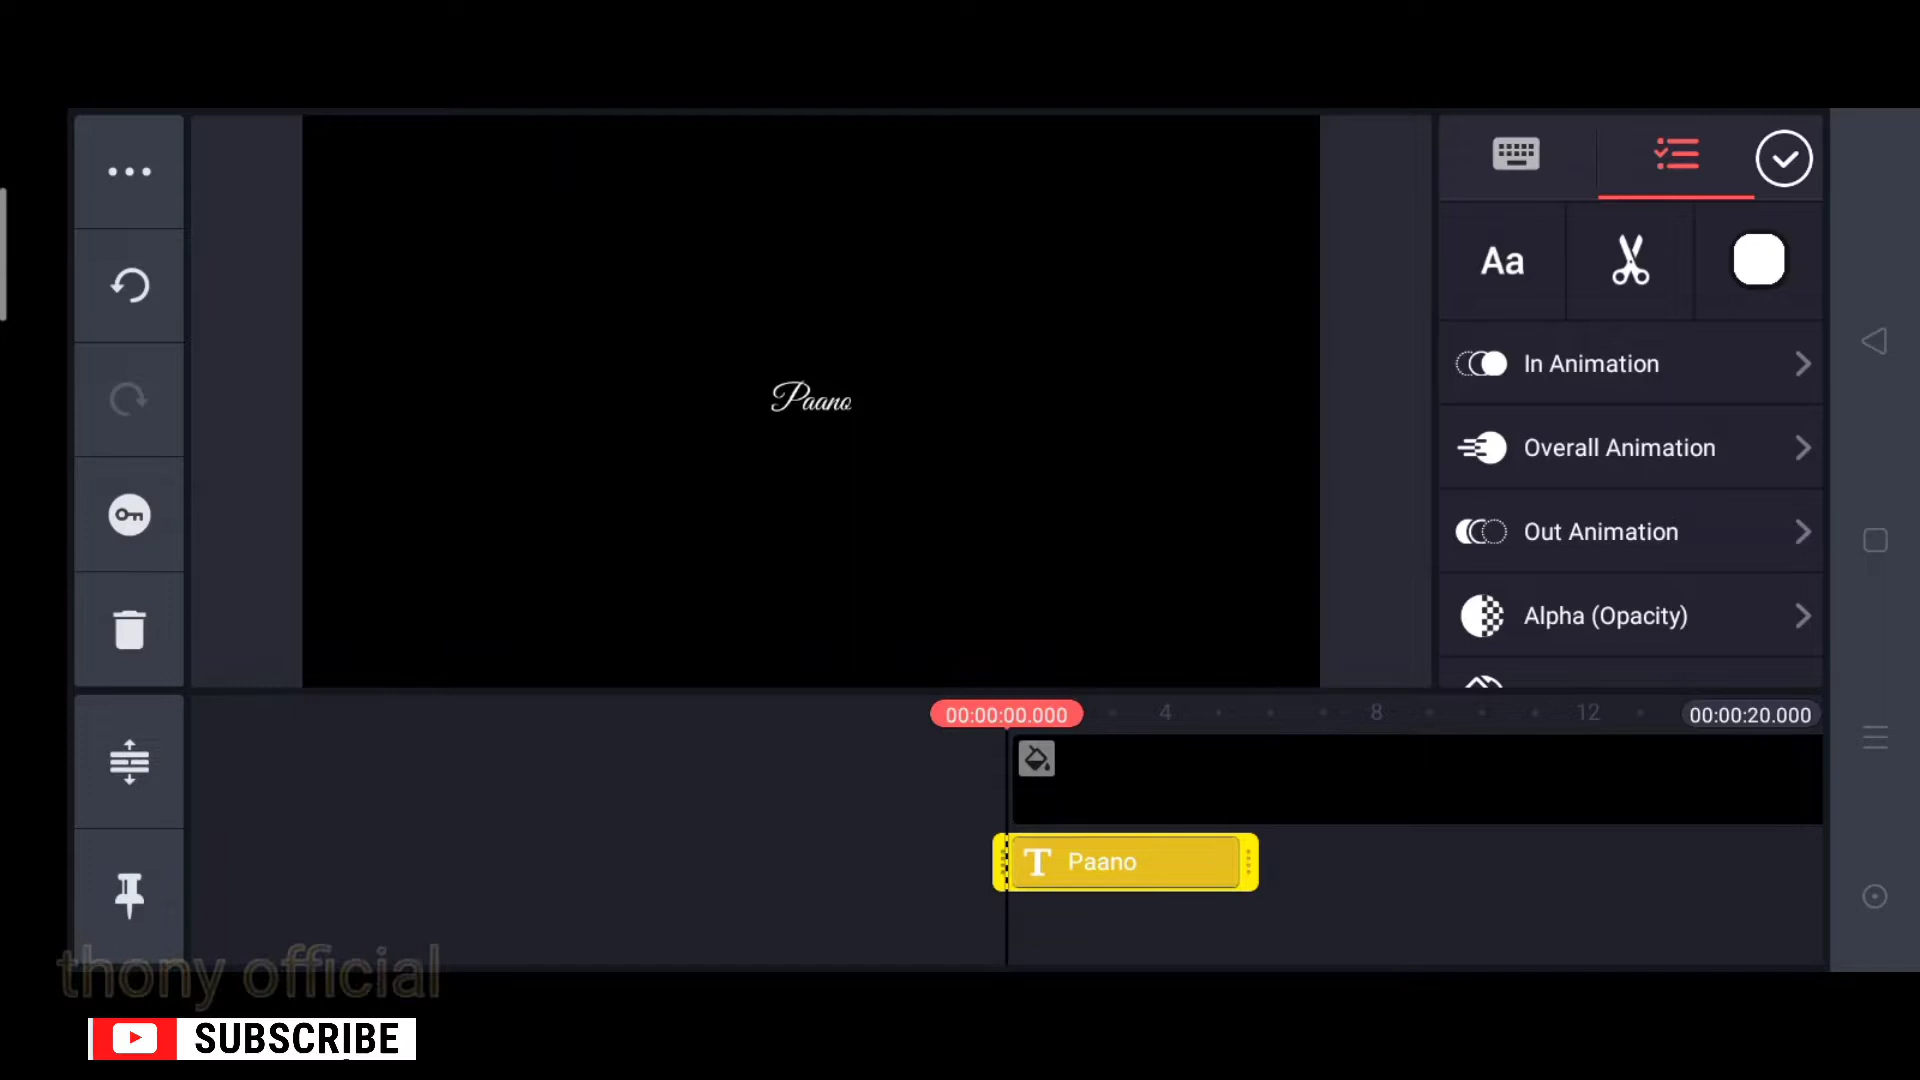 Aa
In Animation
Overall Animation
Out Animation
Alpha (Opacity)
Paano
00:00:00.000
4
8
12
00:00:20.000
T Paano
thony official
SUBSCRIBE